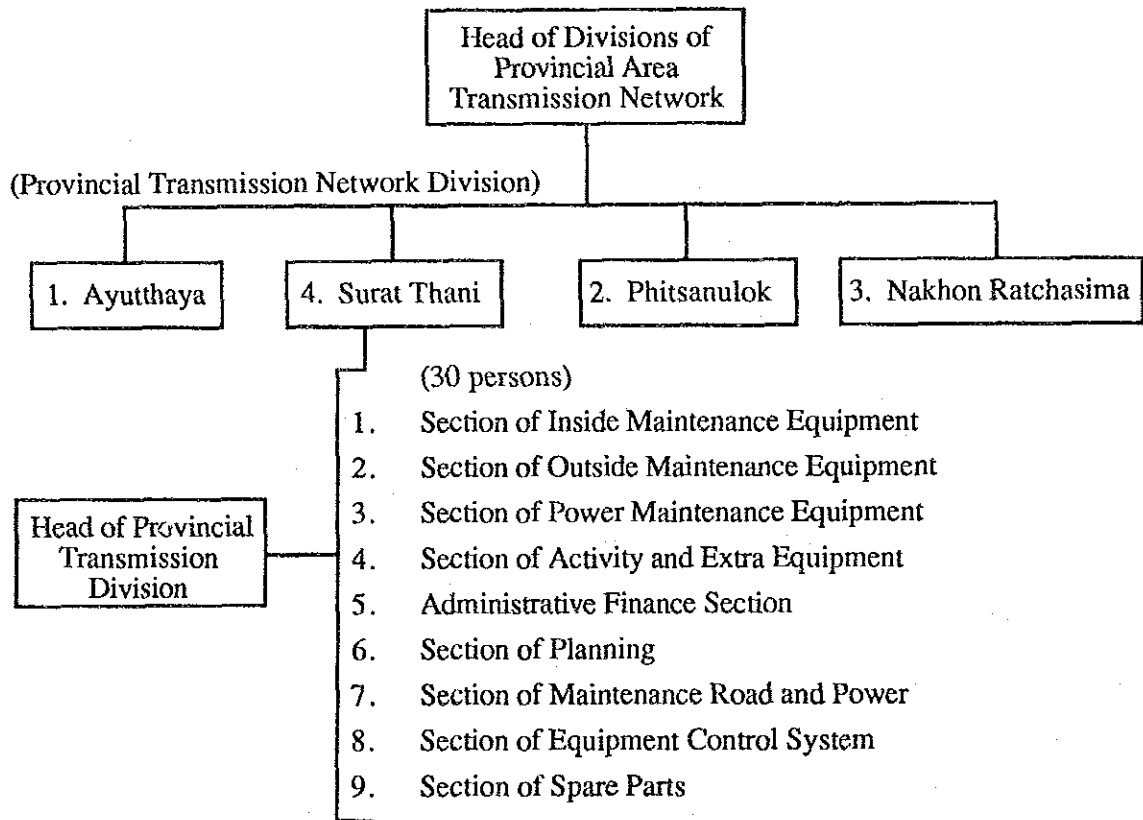 Head of Divisions of
Provincial Area
Transmission Network
(Provincial Transmission Network Division)
1. Ayutthaya
4. Surat Thani
2. Phitsanulok
3. Nakhon Ratchasima
(30 persons)
1. Section of Inside Maintenance Equipment
2. Section of Outside Maintenance Equipment
3. Section of Power Maintenance Equipment
4. Section of Activity and Extra Equipment
5. Administrative Finance Section
6. Section of Planning
7. Section of Maintenance Road and Power
8. Section of Equipment Control System
9. Section of Spare Parts
Head of Provincial
Transmission
Division